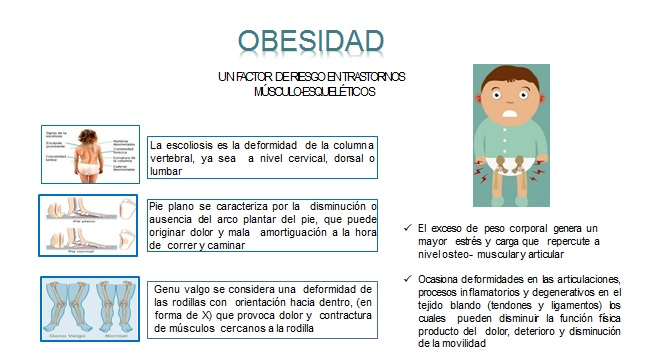 OBESIDAD
UN FACTOR DE RIESGO EN TRASTORNOS
MÚSCULO-ESQUELÉTICOS
La escoliosis es la deformidad de la columna
vertebral, ya sea a nivel cervical, dorsal o
lumbar
Pie plano se caracteriza por la disminución o
ausencia del arco plantar del pie, que puede
originar dolor y mala amortiguación a la hora
de correr y caminar
Pie plano
Pie normal
Genu valgo se considera una deformidad de
las rodillas con orientación hacia dentro, (en
forma de X) que provoca dolor y contractura
de músculos cercanos a la rodilla
Genu Valgo Normal
✓ El exceso de peso corporal genera un
mayor estrés y carga que repercute a
nivel osteo- muscular y articular
✓ Ocasiona deformidades en las articulaciones,
procesos inflamatorios y degenerativos en el
tejido blando (tendones y ligamentos) los
cuales pueden disminuir la función física
producto del dolor, deterioro y disminución
de la movilidad